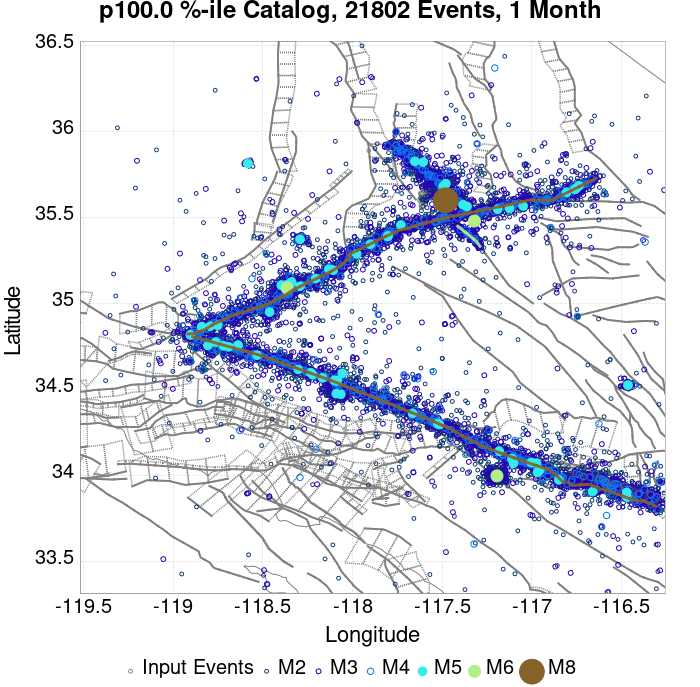 p100.0 %-ile Catalog, 21802 Events, 1 Month
36.5
36
35.5
35
34.5
34
33.5
Latitude
-119.5 -119 -118.5 -118 -117.5 -117 -116.5
Longitude
Input Events M2 M3 M4 M5 M6 M8